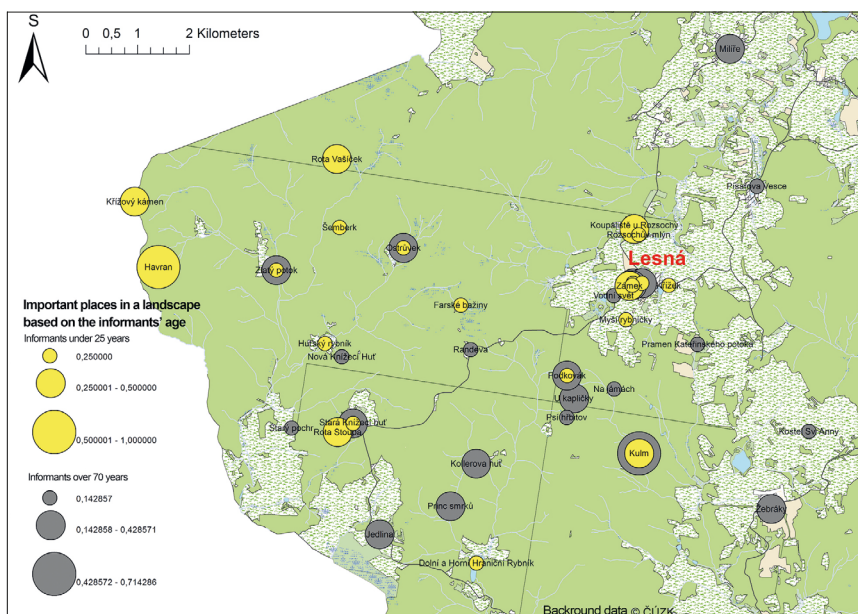 S
0 0,5 1 2 Kilometers
Milíře
Rota Vašíček
Písařova Vesce
Křížový kámen
Šemberk
Koupáliště u Rozsochy
Rozsochův mlýn
Ostrůvek
Lesná
Havran
Zlatý potok
Zámek
Křížek
Vodní svět
Important places in a landscape
based on the informants' age
Farské bažiny
Informants under 25 years
Myší rybníčky
0,250000
Huťský rybník
Nová Knížecí Huť
Randeva
Pramen Kateřinského potoka
0,250001 - 0,500000
Podkovák
Na jámách
U kapličky
Psí hřbitov
0,500001 - 1,000000
Starý pochr
Stará Knížecí huť
Rota Stoupa
Kostel Sv. Anny
Kulm
Kollerova huť
Informants over 70 years
0,142857
Princ smrků
Žebráky
0,142858 - 0,428571
Jedlina
Dolní a Horní Hraniční Rybník
0,428572 - 0,714286
Backround data © ČÚZK